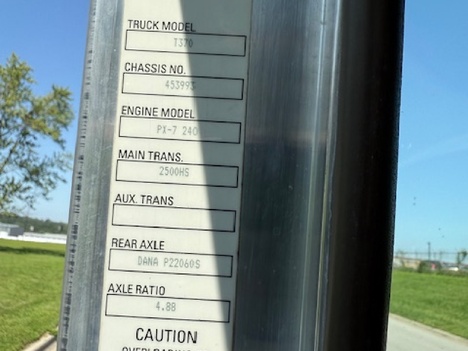 TRUCK MODEL
T370
CHASSIS NO.
453993
ENGINE MODEL
PX-7 240
MAIN TRANS.
2500HS
AUX. TRANS
REAR AXLE
DANA P22060S
AXLE RATIO
4.88
CAUTION
OVERLOADING